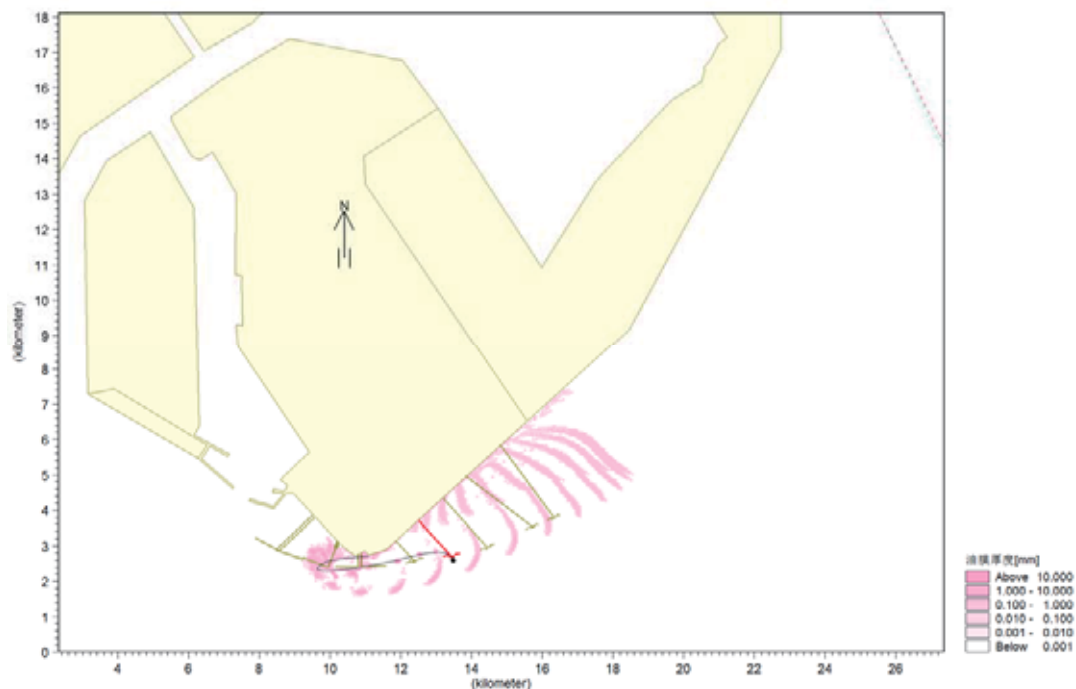 18
17
16
15
14
13
12
11
10
9
8
7
6
5
4
3
2
1
0
(kilometer)
N
4 6 8 10 12 14 16 18 20 22 24 26
(kilometer)
油膜厚度[mm]
Above 10.000
1.000 - 10.000
0.100 - 1.000
0.010 - 0.100
0.001 - 0.010
Below 0.001